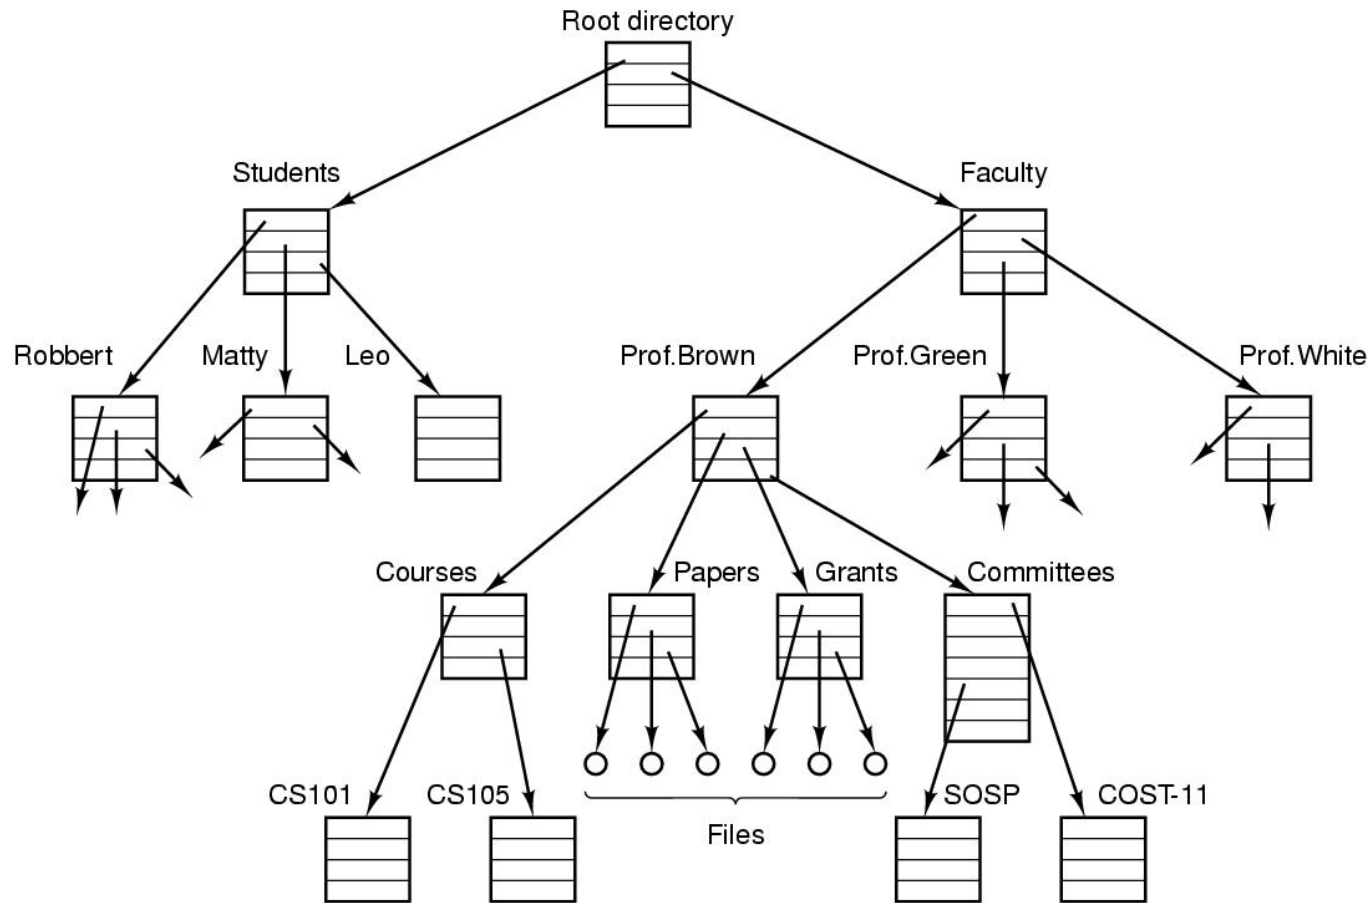 Root directory
Students
Faculty
Robbert
Matty
Leo
Prof.Brown
Prof.Green
Prof.White
Courses
Papers
Grants
Committees
CS101
CS105
SOSP
COST-11
Files